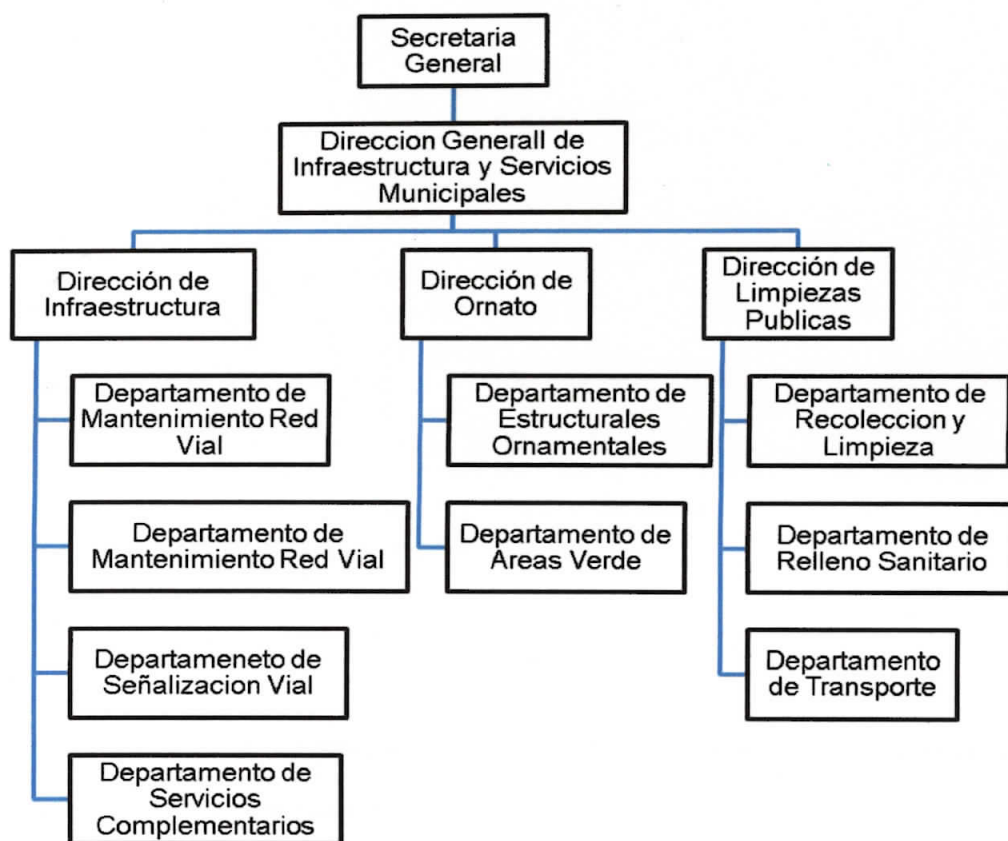 Secretaria
General
Direccion Generall de
Infraestructura y Servicios
Municipales
Dirección de
Infraestructura
Departamento de
Mantenimiento Red
Vial
Departamento de
Mantenimiento Red Vial
Departameneto de
Señalizacion Vial
Departamento de
Servicios
Complementarios
Dirección de
Ornato
Departamento de
Estructurales
Ornamentales
Departamento de
Áreas Verde
Dirección de
Limpiezas
Publicas
Departamento de
Recoleccion y
Limpieza
Departamento de
Relleno Sanitario
Departamento
de Transporte